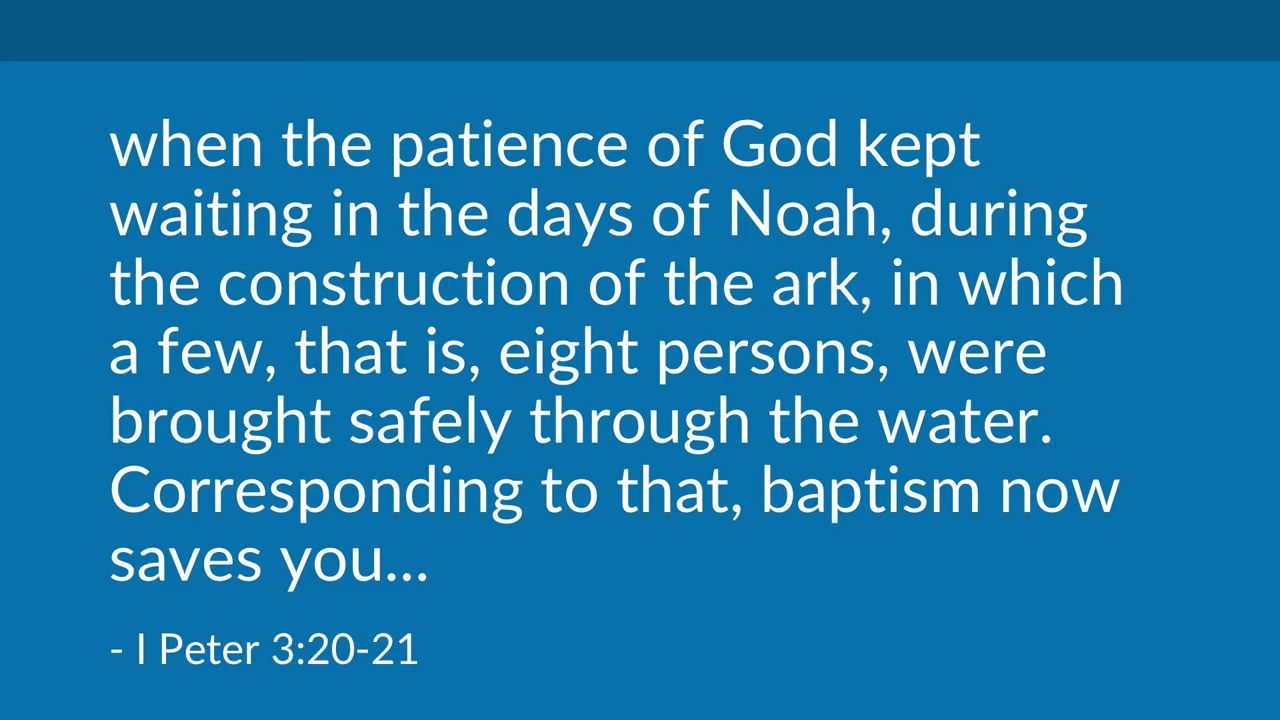 when the patience of God kept
waiting in the days of Noah, during
the construction of the ark, in which
a few, that is, eight persons, were
brought safely through the water.
Corresponding to that, baptism now
saves you...
- I Peter 3:20-21